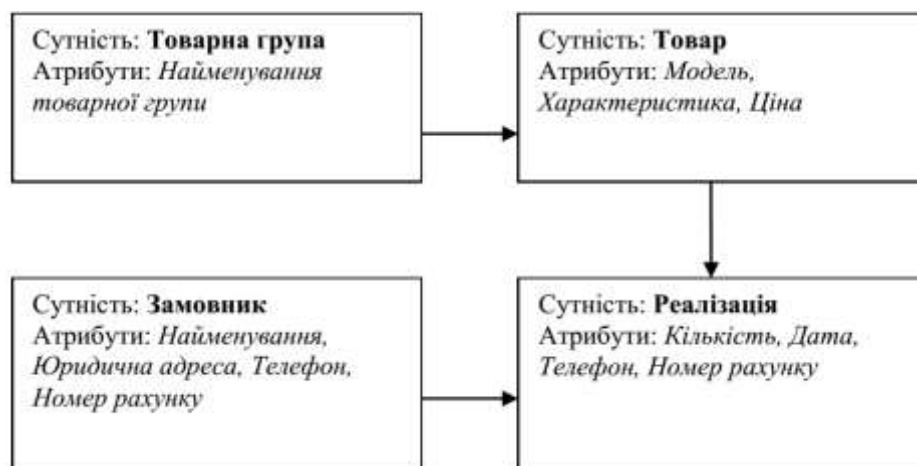 Сутність: Товарна група
Атрибути: Найменування
товарної групи
Сутність: Товар
Атрибути: Модель,
Характеристика, Ціна
Сутність: Замовник
Атрибути: Найменування,
Юридична адреса, Телефон,
Номер рахунку
Сутність: Реалізація
Атрибути: Кількість, Дата,
Телефон, Номер рахунку